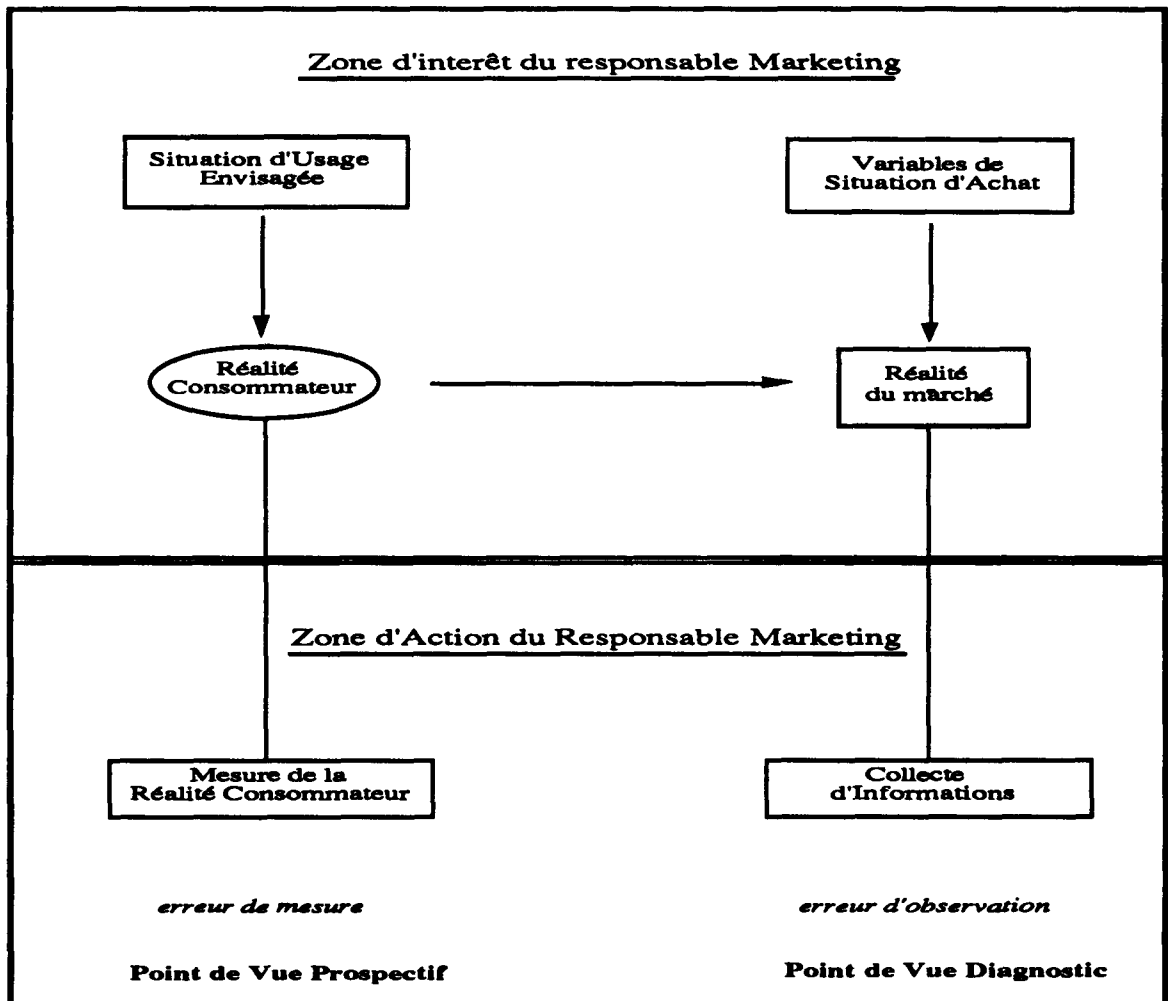 Zone d'interêt du responsable Marketing
Situation d'Usage
Envisagée
Variables de
Situation d'Achat
Réalité
Consommateur
Réalité
du marché
Zone d'Action du Responsable Marketing
Mesure de la
Réalité Consommateur
Collecte
d'Informations
erreur de mesure
erreur d'observation
Point de Vue Prospectif
Point de Vue Diagnostic